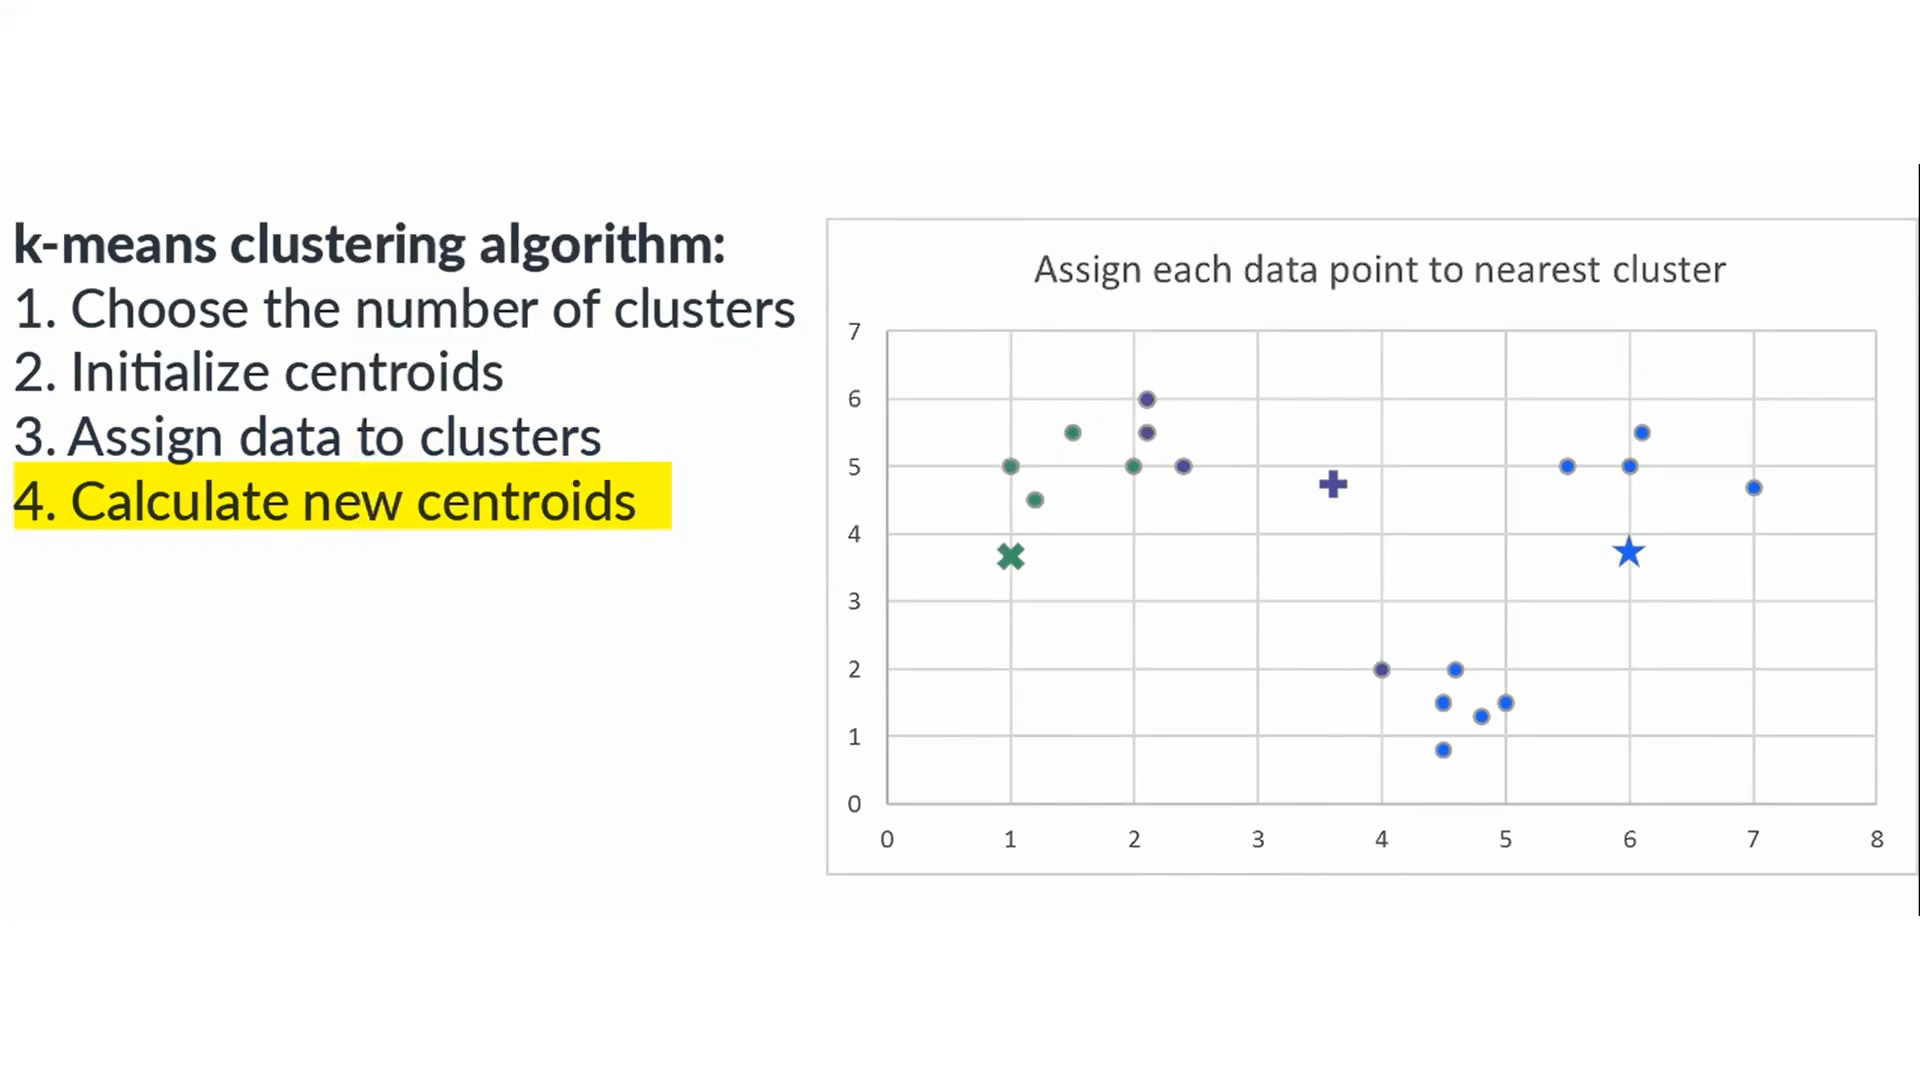 k-means clustering algorithm:
1. Choose the number of clusters
2. Initialize centroids
3. Assign data to clusters
4. Calculate new centroids
Assign each data point to nearest cluster
7
6
5
4
3
2
1
0
0 1 2 3 4 5 6 7 8